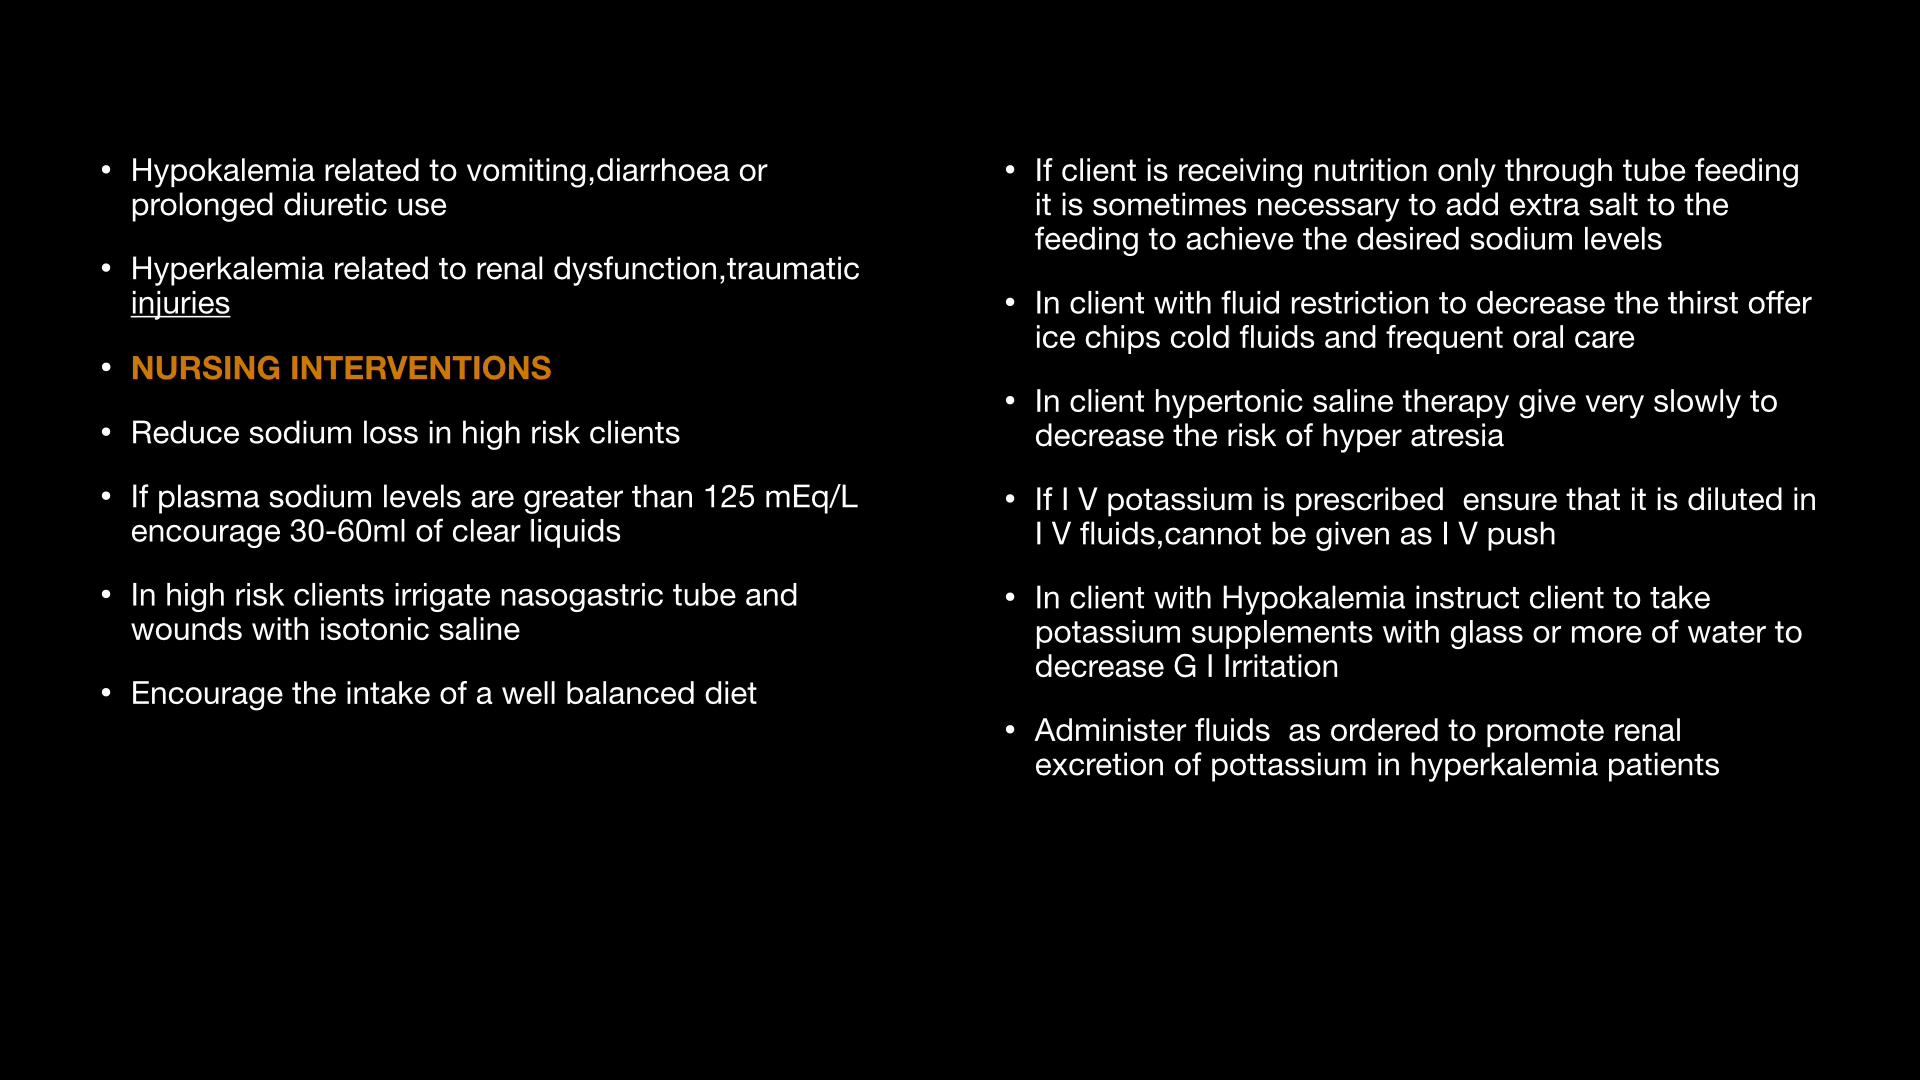 • Hypokalemia related to vomiting,diarrhoea or
prolonged diuretic use
• Hyperkalemia related to renal dysfunction,traumatic
injuries
• NURSING INTERVENTIONS
• Reduce sodium loss in high risk clients
• If plasma sodium levels are greater than 125 mEq/L
encourage 30-60ml of clear liquids
• In high risk clients irrigate nasogastric tube and
wounds with isotonic saline
• Encourage the intake of a well balanced diet
• If client is receiving nutrition only through tube feeding
it is sometimes necessary to add extra salt to the
feeding to achieve the desired sodium levels
• In client with fluid restriction to decrease the thirst offer
ice chips cold fluids and frequent oral care
• In client hypertonic saline therapy give very slowly to
decrease the risk of hyper atresia
• If I V potassium is prescribed  ensure that it is diluted in
I V fluids,cannot be given as I V push
• In client with Hypokalemia instruct client to take
potassium supplements with glass or more of water to
decrease G I Irritation
• Administer fluids  as ordered to promote renal
excretion of pottassium in hyperkalemia patients